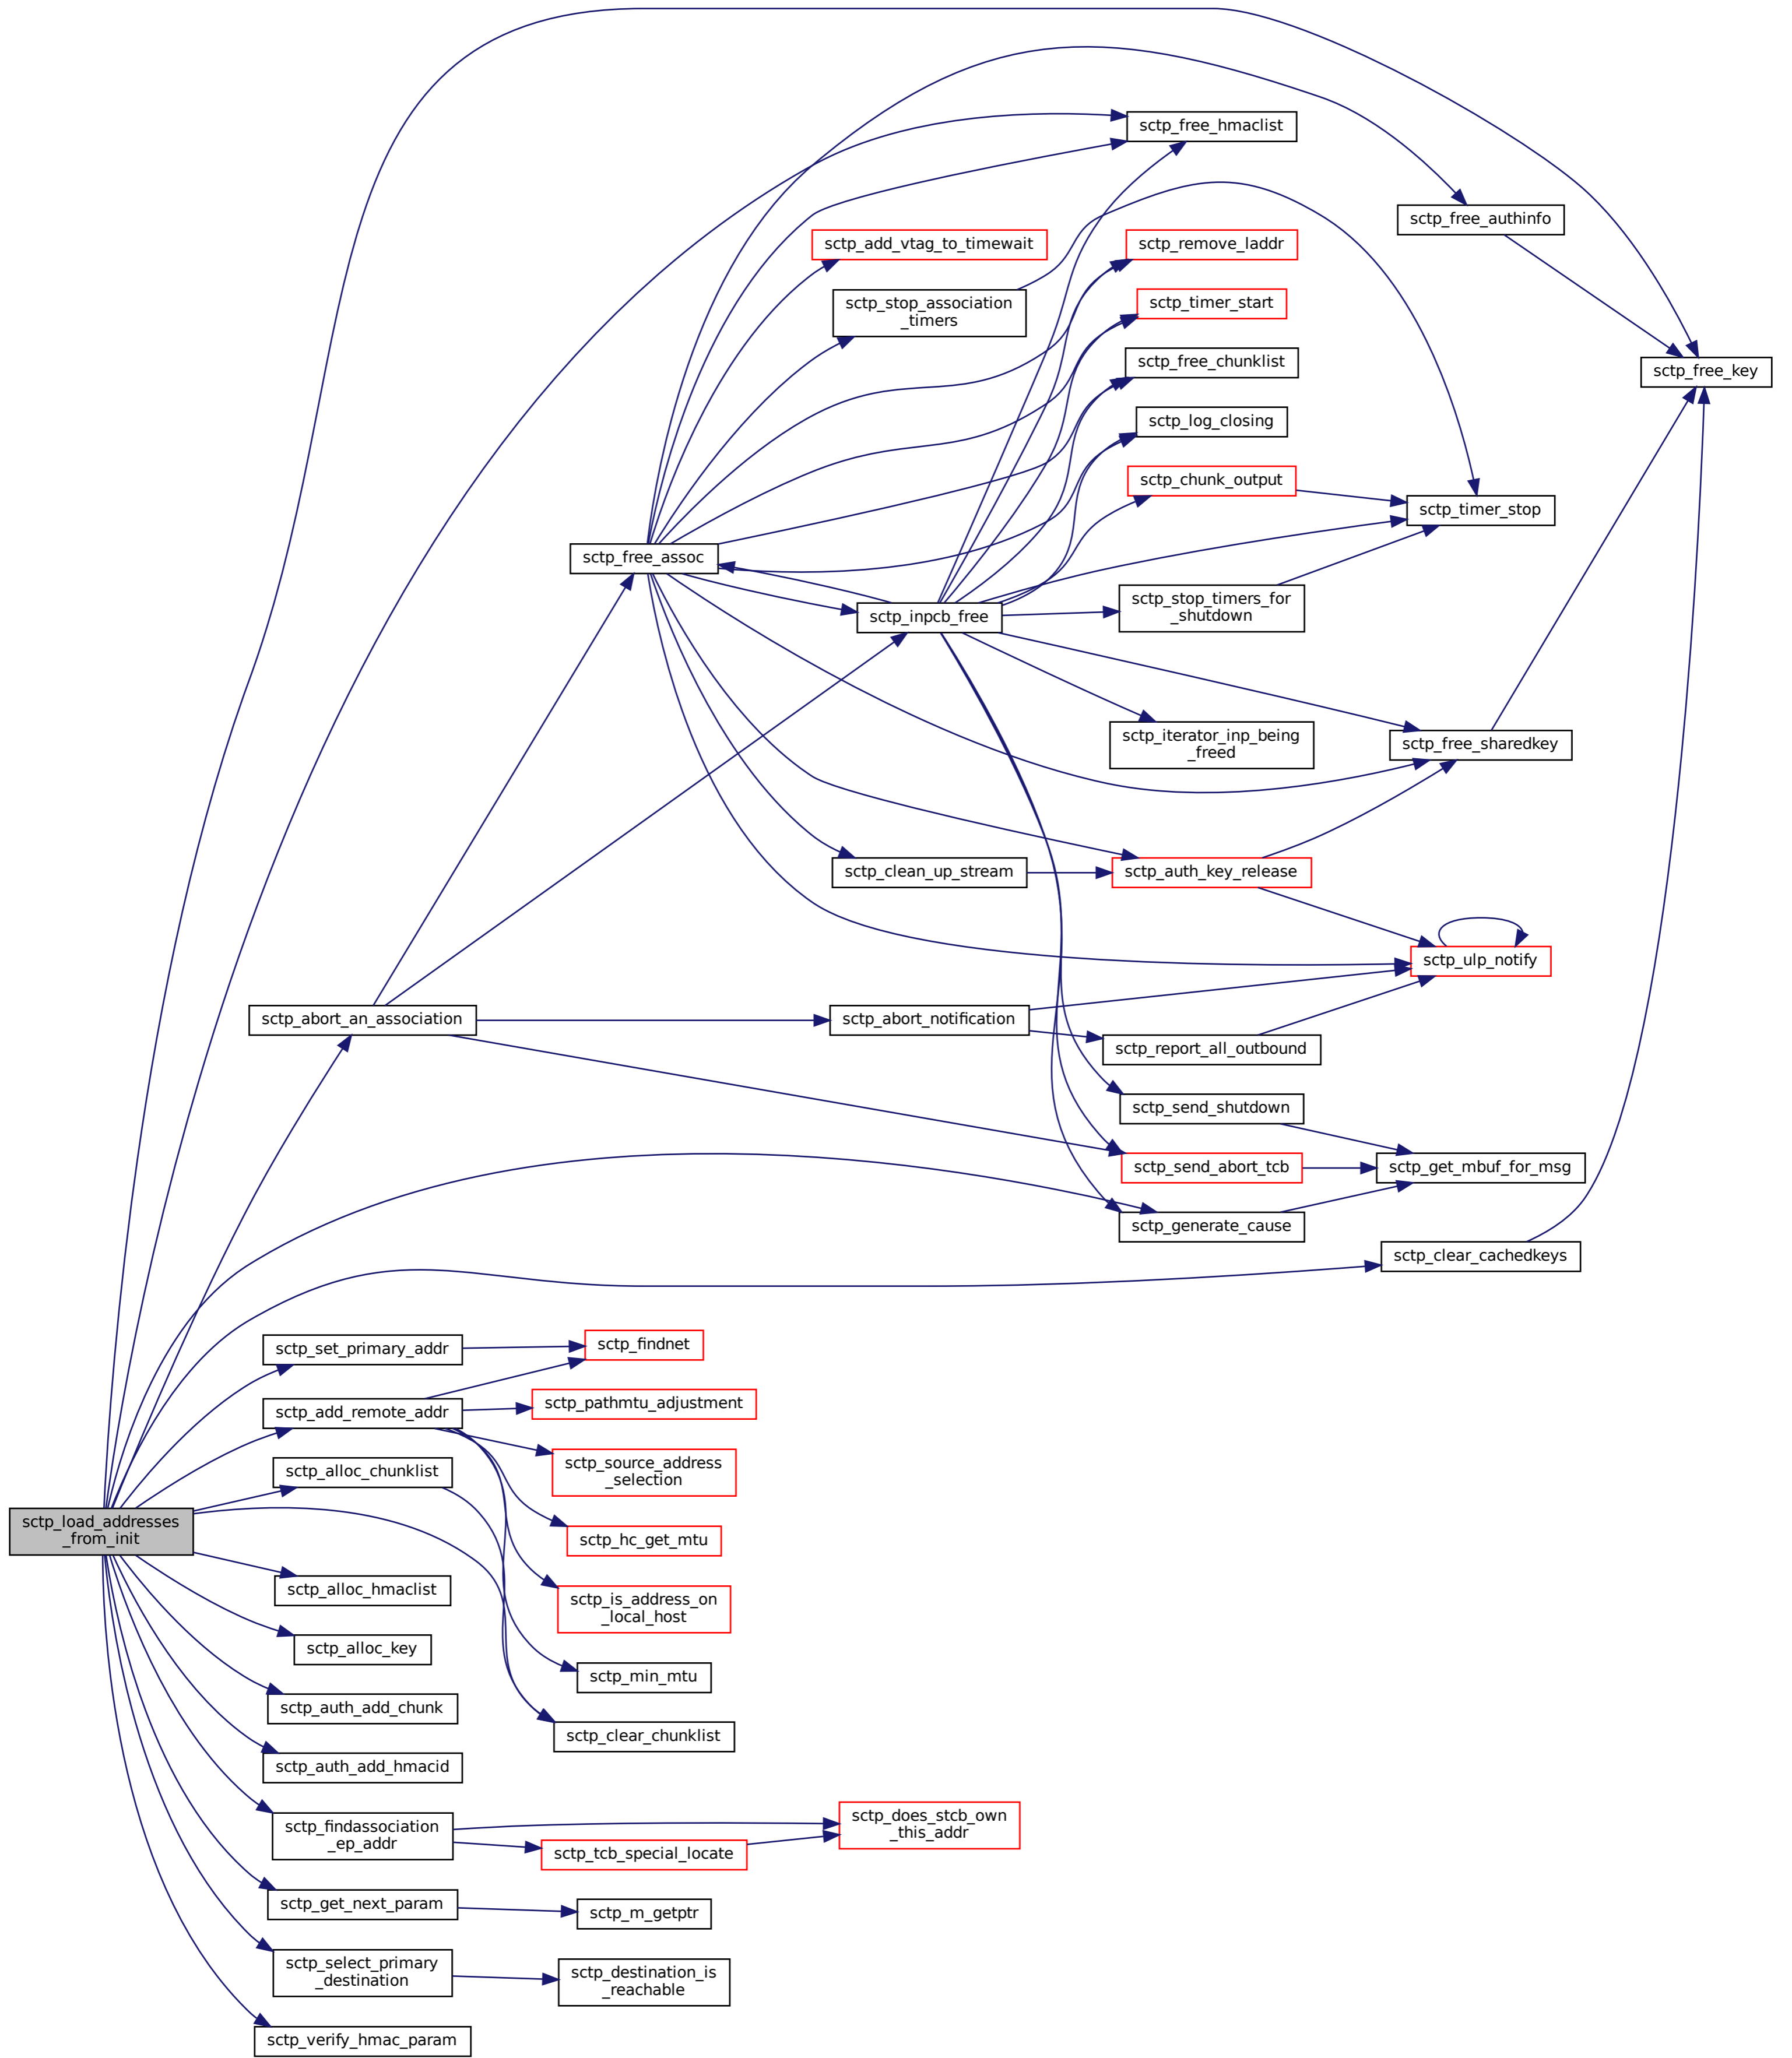 sctp_free_hmaclist
sctp_free_authinfo
sctp_add_vtag_to_timewait
sctp_remove_laddr
sctp_stop_association
_timers
sctp_timer_start
sctp_free_chunklist
sctp_free_key
sctp_log_closing
sctp_chunk_output
sctp_timer_stop
sctp_free_assoc
sctp_inpcb_free
sctp_stop_timers_for
_shutdown
sctp_iterator_inp_being
_freed
sctp_free_sharedkey
sctp_clean_up_stream
sctp_auth_key_release
sctp_ulp_notify
sctp_abort_an_association
sctp_abort_notification
sctp_report_all_outbound
sctp_send_shutdown
sctp_send_abort_tcb
sctp_get_mbuf_for_msg
sctp_generate_cause
sctp_clear_cachedkeys
sctp_set_primary_addr
sctp_findnet
sctp_add_remote_addr
sctp_pathmtu_adjustment
sctp_alloc_chunklist
sctp_source_address
_selection
sctp_load_addresses
_from_init
sctp_hc_get_mtu
sctp_alloc_hmaclist
sctp_is_address_on
_local_host
sctp_alloc_key
sctp_min_mtu
sctp_auth_add_chunk
sctp_clear_chunklist
sctp_auth_add_hmacid
sctp_findassociation
_ep_addr
sctp_does_stcb_own
_this_addr
sctp_tcb_special_locate
sctp_get_next_param
sctp_m_getptr
sctp_select_primary
_destination
sctp_destination_is
_reachable
sctp_verify_hmac_param